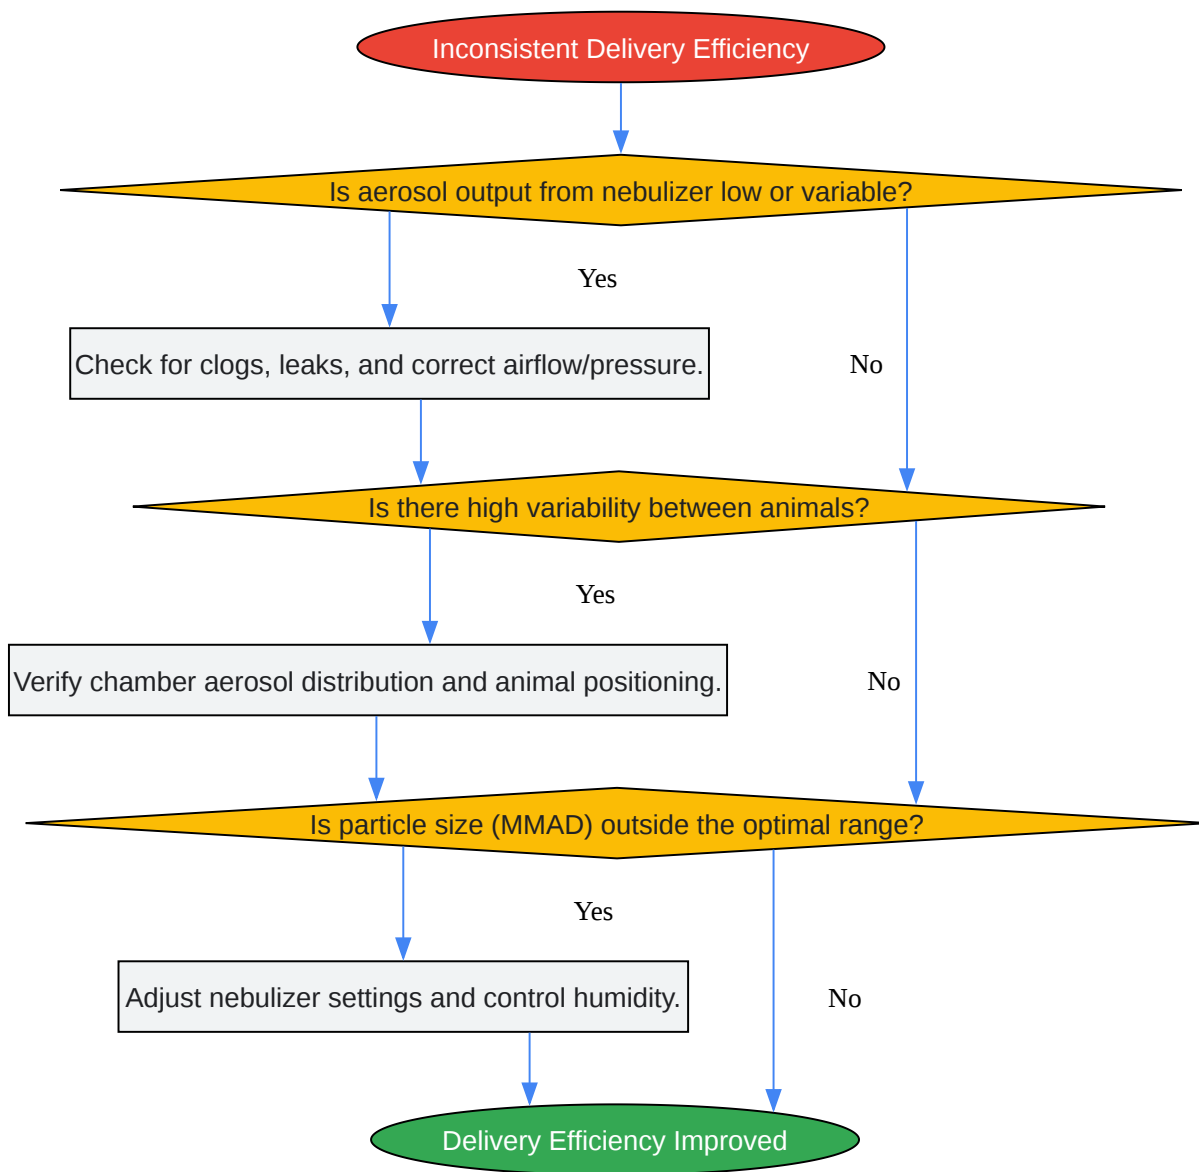 Inconsistent Delivery Efficiency
Is aerosol output from nebulizer low or variable?
Yes
Check for clogs, leaks, and correct airflow/pressure.
No
Is there high variability between animals?
Yes
Verify chamber aerosol distribution and animal positioning.
No
Is particle size (MMAD) outside the optimal range?
Yes
Adjust nebulizer settings and control humidity.
No
Delivery Efficiency Improved